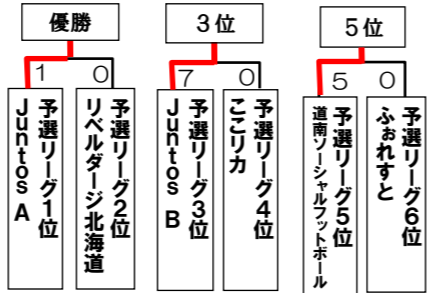 優勝
3位
5位
1 0
7 0
5 0
予選リーグ1位
Juntos A
予選リーグ2位
リベルダージ北海道
予選リーグ3位
Juntos B
予選リーグ4位
ここリカ
予選リーグ5位
道南ソーシャルフットボール
予選リーグ6位
ふぉれすと